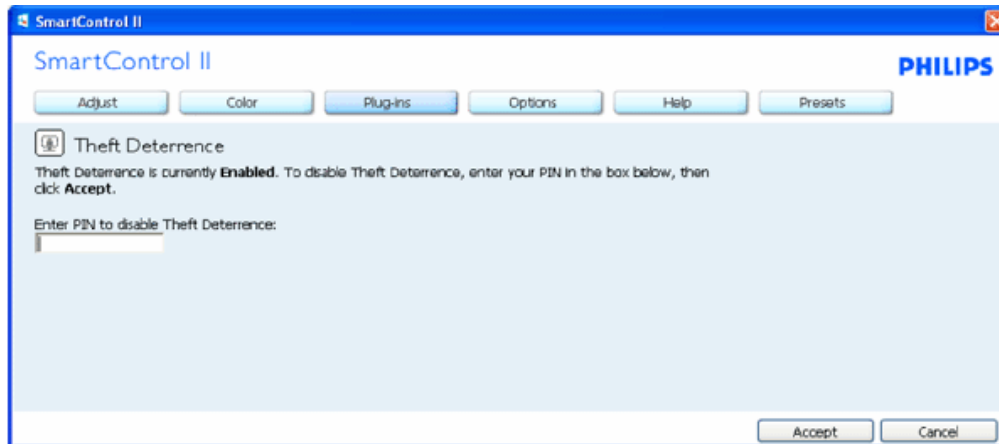 SmartControl II
SmartControl II
PHILIPS
Adjust Color Plug-ins Options Help Presets
Theft Deterrence
Theft Deterrence is currently Enabled. To disable Theft Deterrence, enter your PIN in the box below, then
click Accept.
Enter PIN to disable Theft Deterrence:
Accept Cancel